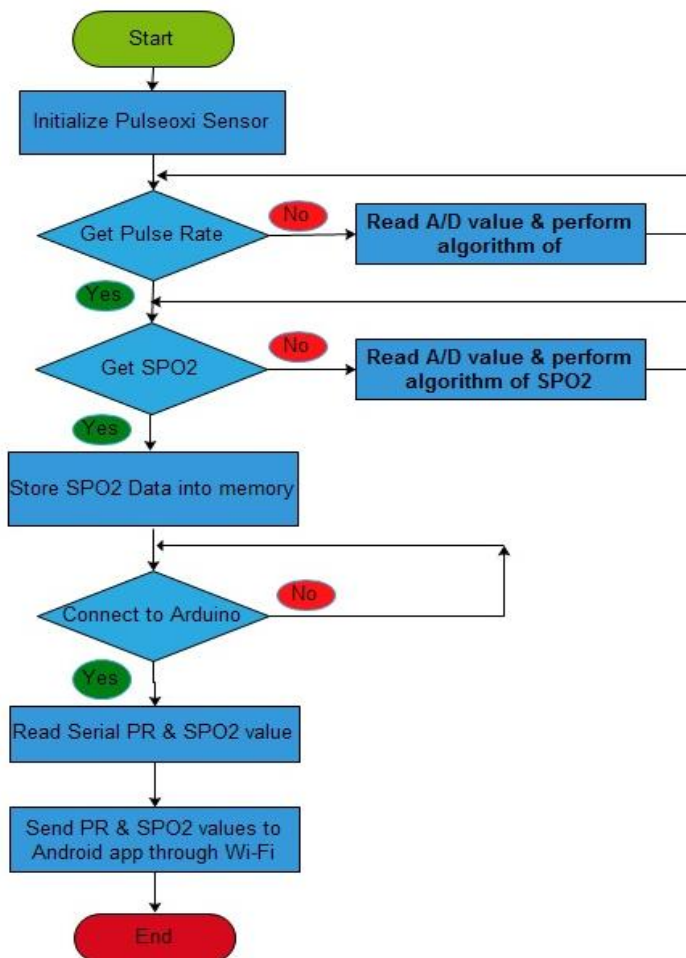 Start
Initialize Pulseoxi Sensor
Get Pulse Rate
No
Read A/D value & perform
algorithm of
Yes
Get SPO2
No
Read A/D value & perform
algorithm of SPO2
Yes
Store SPO2 Data into memory
Connect to Arduino
No
Yes
Read Serial PR & SPO2 value
Send PR & SPO2 values to
Android app through Wi-Fi
End